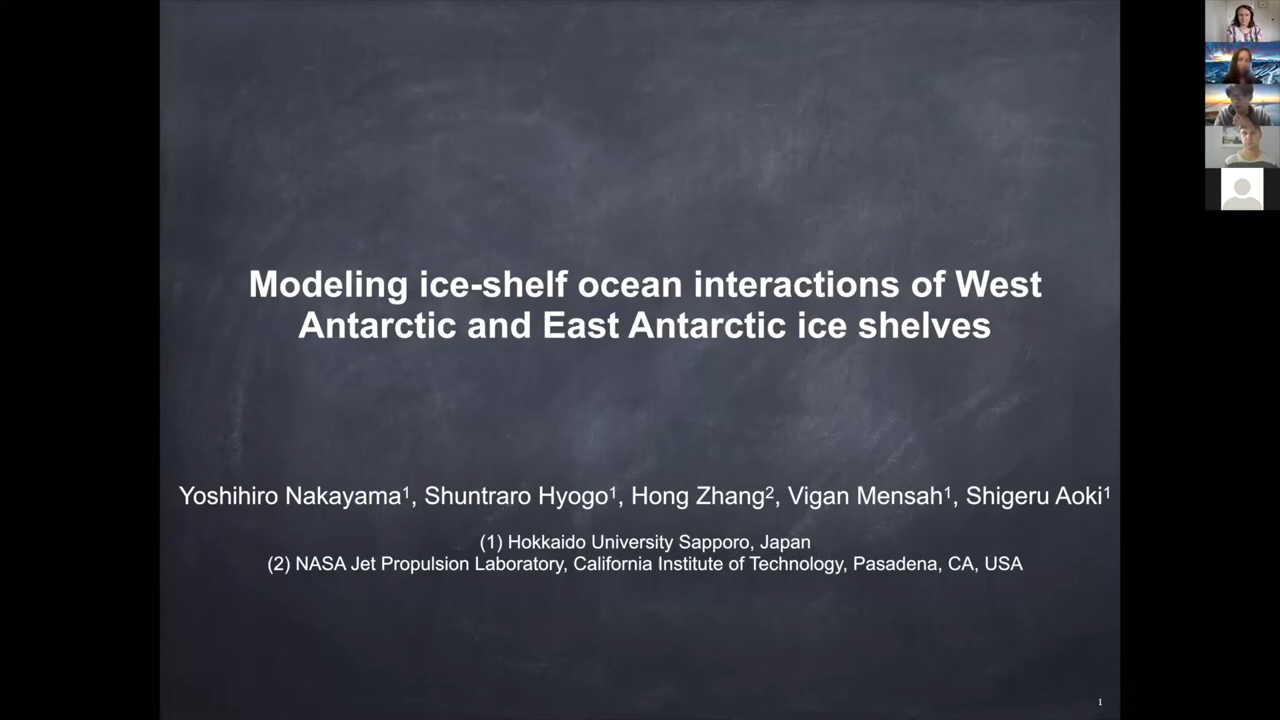 Modeling ice-shelf ocean interactions of West
Antarctic and East Antarctic ice shelves
Yoshihiro Nakayama¹, Shuntraro Hyogo¹, Hong Zhang², Vigan Mensah¹, Shigeru Aoki¹
(1) Hokkaido University Sapporo, Japan
(2) NASA Jet Propulsion Laboratory, California Institute of Technology, Pasadena, CA, USA
1